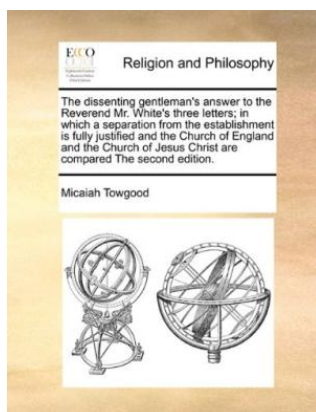 ECCO
Religion and Philosophy
The dissenting gentleman's answer to the
Reverend Mr. White's three letters; in
which a separation from the establishment
is fully justified and the Church of England
and the Church of Jesus Christ are
compared The second edition.
Micaiah Towgood